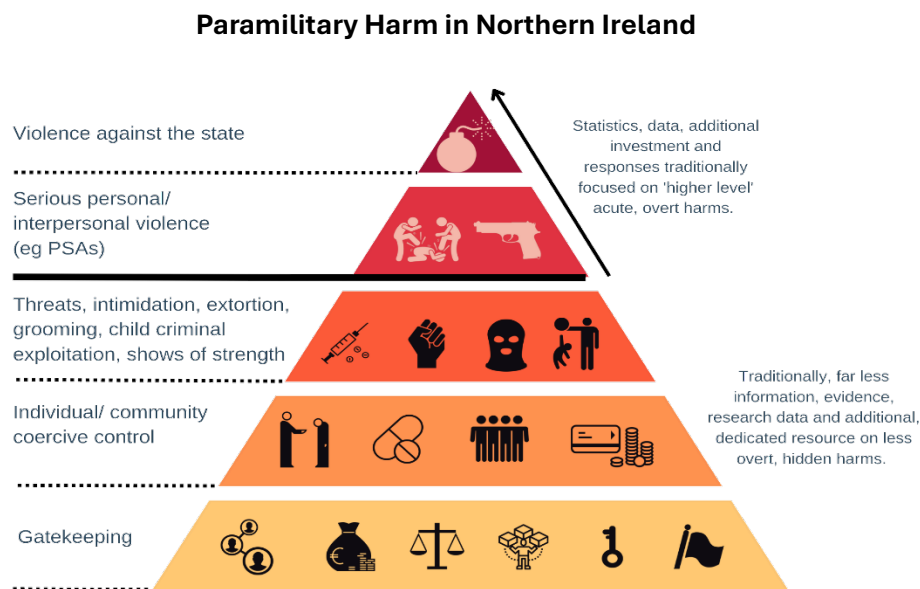 Paramilitary Harm in Northern Ireland
Violence against the state
Statistics, data, additional
investment and
responses traditionally
focused on 'higher level'
acute, overt harms.
Serious personal/
interpersonal violence
(eg PSAs)
Threats, intimidation, extortion,
grooming, child criminal
exploitation, shows of strength
Traditionally, far less
information, evidence,
research data and additional,
dedicated resource on less
overt, hidden harms.
Individual/ community
coercive control
Gatekeeping